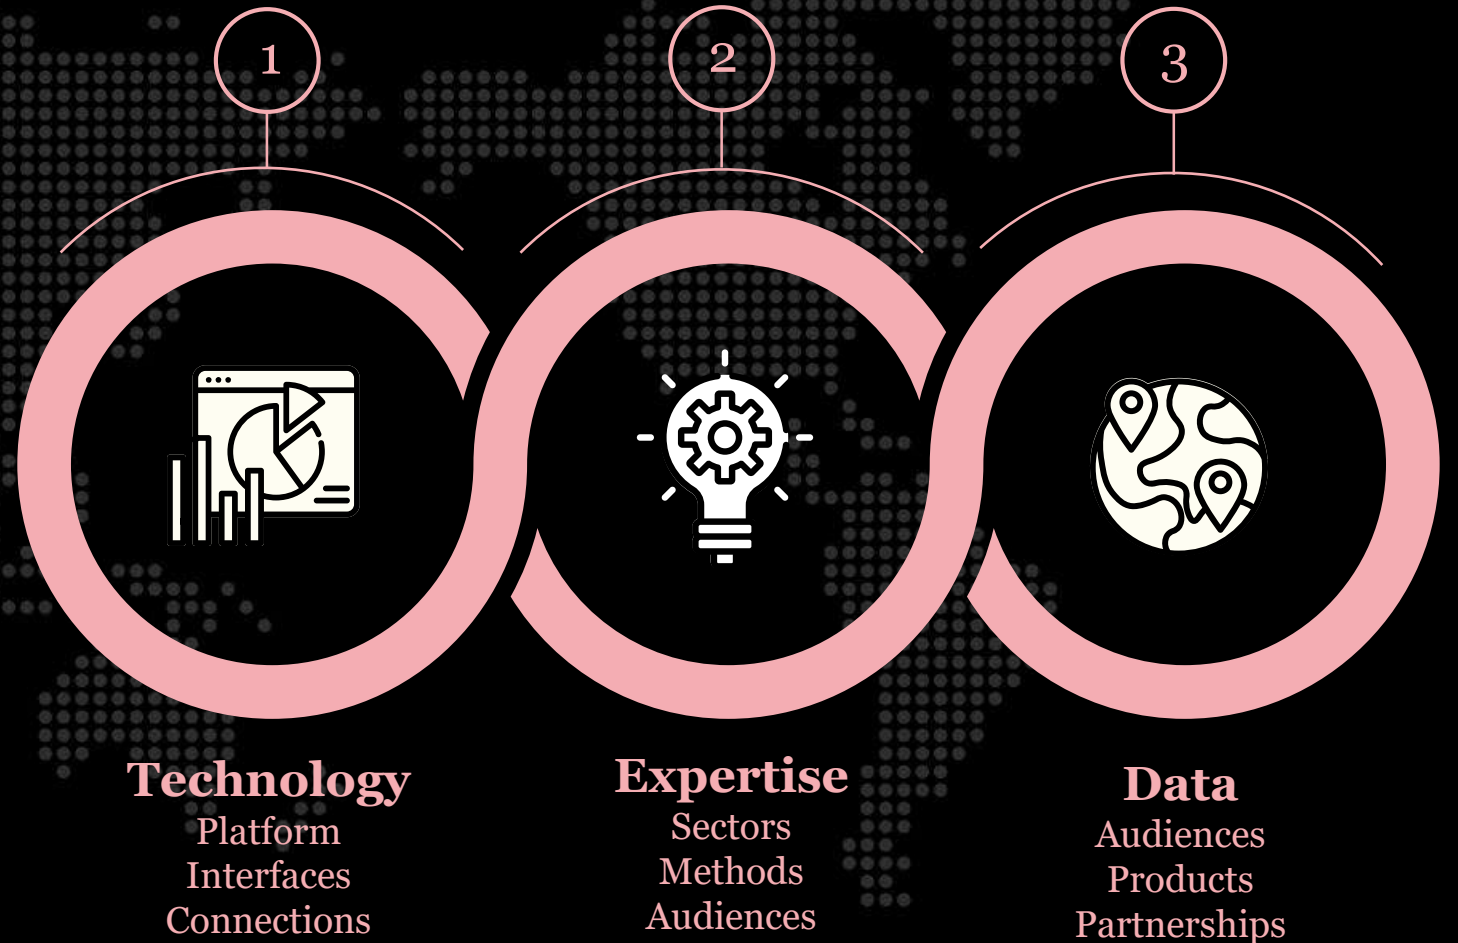 1
2
3
Technology
Platform
Interfaces
Connections
Expertise
Sectors
Methods
Audiences
Data
Audiences
Products
Partnerships